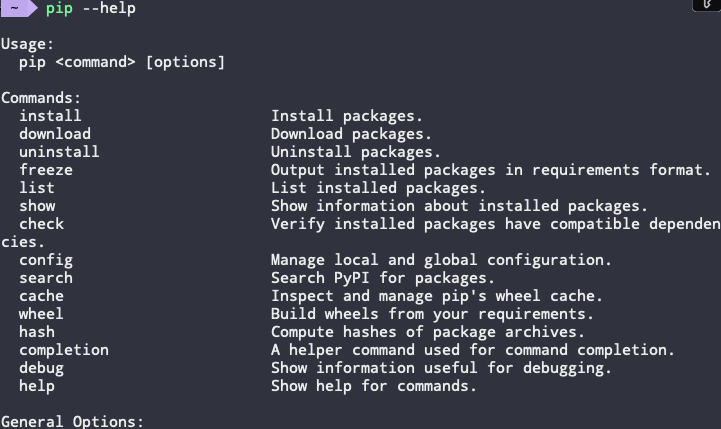 ~ pip --help
Usage:
  pip <command> [options]
Commands:
  install                     Install packages.
  download                    Download packages.
  uninstall                   Uninstall packages.
  freeze                      Output installed packages in requirements format.
  list                        List installed packages.
  show                        Show information about installed packages.
  check                       Verify installed packages have compatible dependen
cies.
  config                      Manage local and global configuration.
  search                      Search PyPI for packages.
  cache                       Inspect and manage pip's wheel cache.
  wheel                       Build wheels from your requirements.
  hash                        Compute hashes of package archives.
  completion                  A helper command used for command completion.
  debug                       Show information useful for debugging.
  help                        Show help for commands.
General Options: